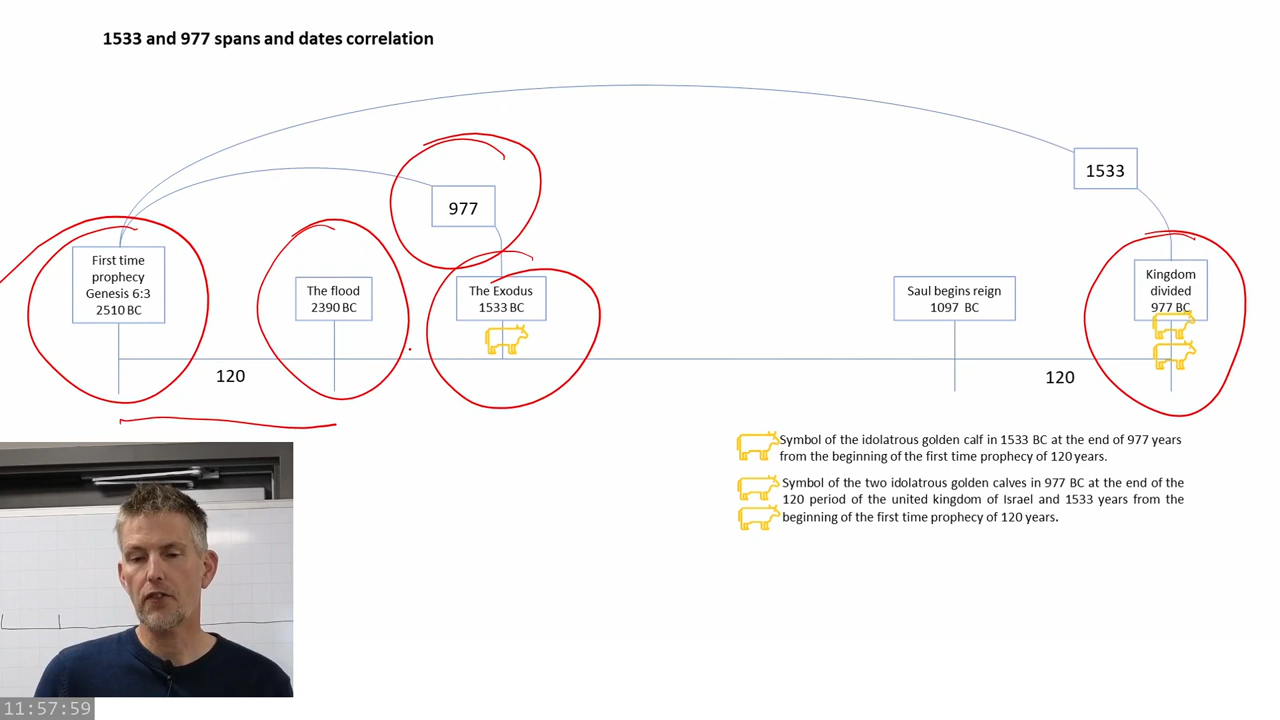 1533 and 977 spans and dates correlation
1533
977
First time
prophecy
Genesis 6:3
2510 BC
The flood
2390 BC
The Exodus
1533 BC
Saul begins reign
1097 BC
Kingdom
divided
977 BC
120
120
Symbol of the idolatrous golden calf in 1533 BC at the end of 977 years
from the beginning of the first time prophecy of 120 years.
Symbol of the two idolatrous golden calves in 977 BC at the end of the
120 period of the united kingdom of Israel and 1533 years from the
beginning of the first time prophecy of 120 years.
11:57:59